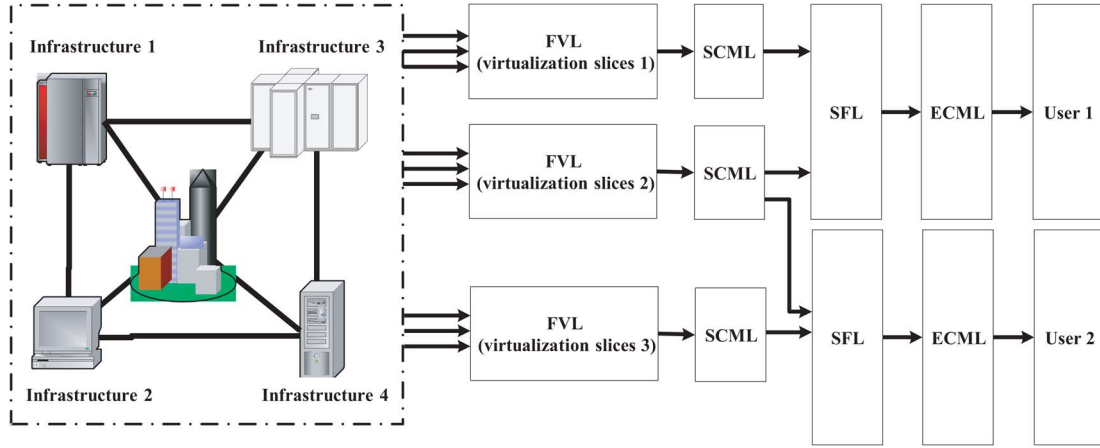 Infrastructure 1
Infrastructure 3
Infrastructure 2
Infrastructure 4
FVL
(virtualization slices 1)
SCML
FVL
(virtualization slices 2)
SCML
FVL
(virtualization slices 3)
SCML
SFL
ECML
User 1
SFL
ECML
User 2